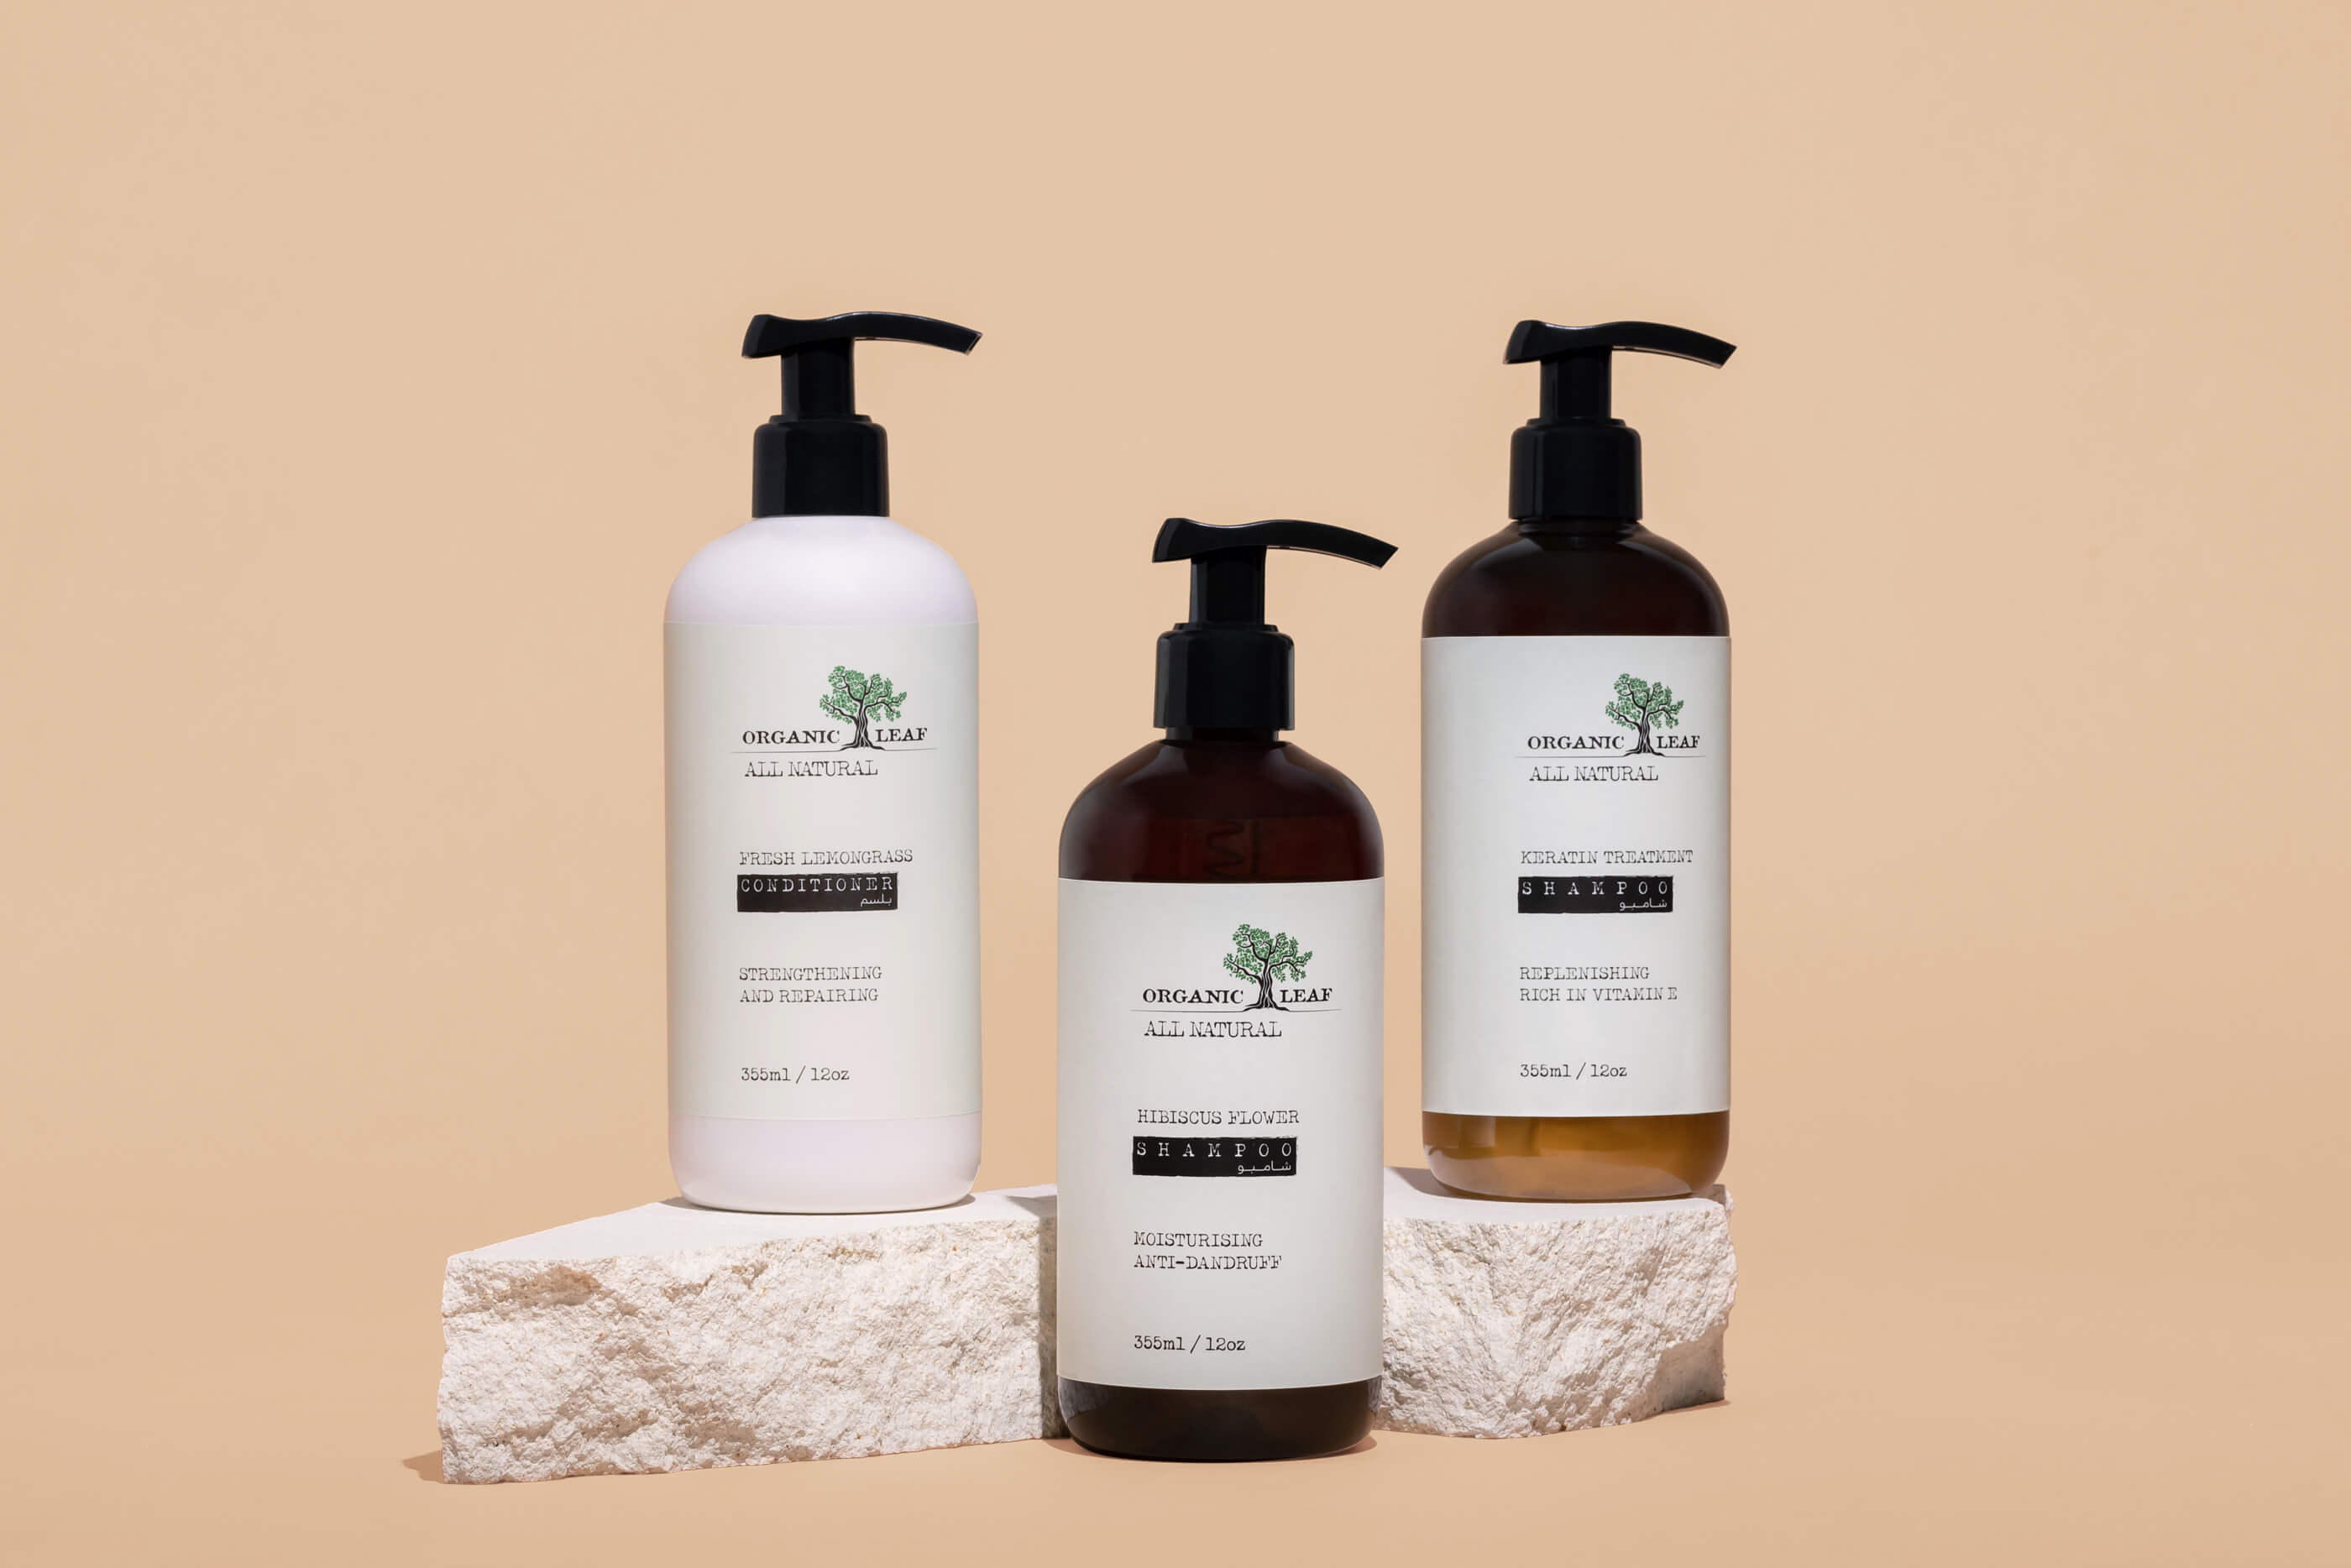 ORGANIC LEAF
ALL NATURAL
FRESH LEMONGRASS
CONDITIONER
بلسم
STRENGTHENING
AND REPAIRING
355ml / 12oz
ORGANIC LEAF
ALL NATURAL
HIBISCUS FLOWER
SHAMPOO
شامبو
MOISTURISING
ANTI-DANDRUFF
355ml / 12oz
ORGANIC LEAF
ALL NATURAL
KERATIN TREATMENT
SHAMPOO
شامبو
REPLENISHING
RICH IN VITAMIN E
355ml / 12oz